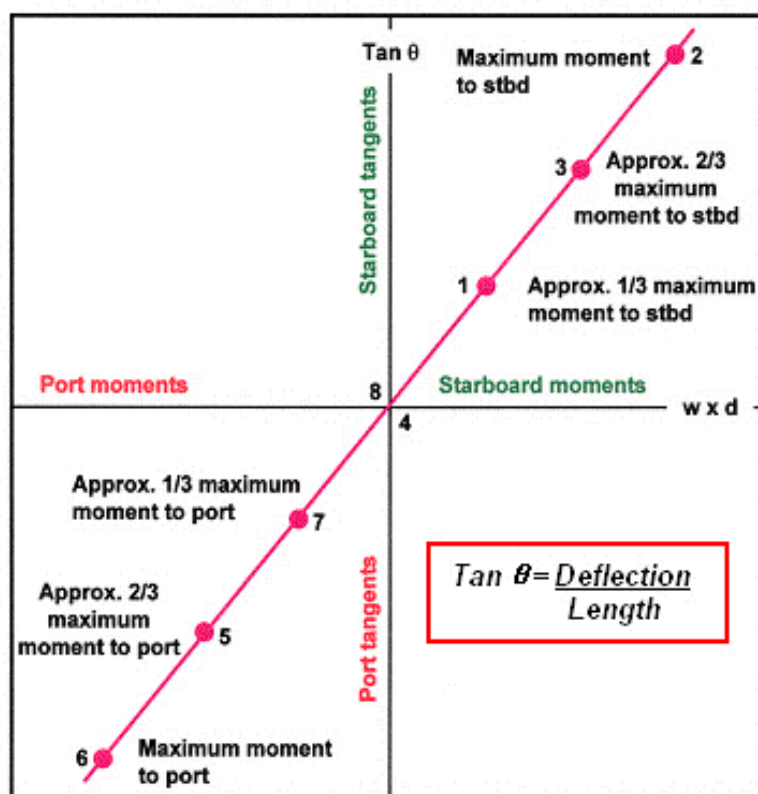 Tan θ
Maximum moment
to stbd
2
Starboard tangents
3
Approx. 2/3
maximum
moment to stbd
1
Approx. 1/3 maximum
moment to stbd
Port moments
8
Starboard moments
4
w x d
Approx. 1/3 maximum
moment to port
7
Port tangents
Tan θ = Deflection
Length
Approx. 2/3
maximum
moment to port
5
6
Maximum moment
to port